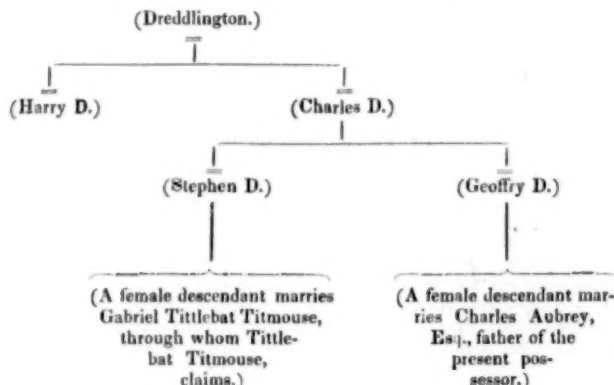 (Dreddlington.)
(Harry D.) (Charles D.)
(Stephen D.) (Geoffry D.)
(A female descendant marries
Gabriel Tittlebat Titmouse,
through whom Tittle-
bat Titmouse,
claims.)
(A female descendant mar-
ries Charles Aubrey,
Esq., father of the
present pos-
sessor.)